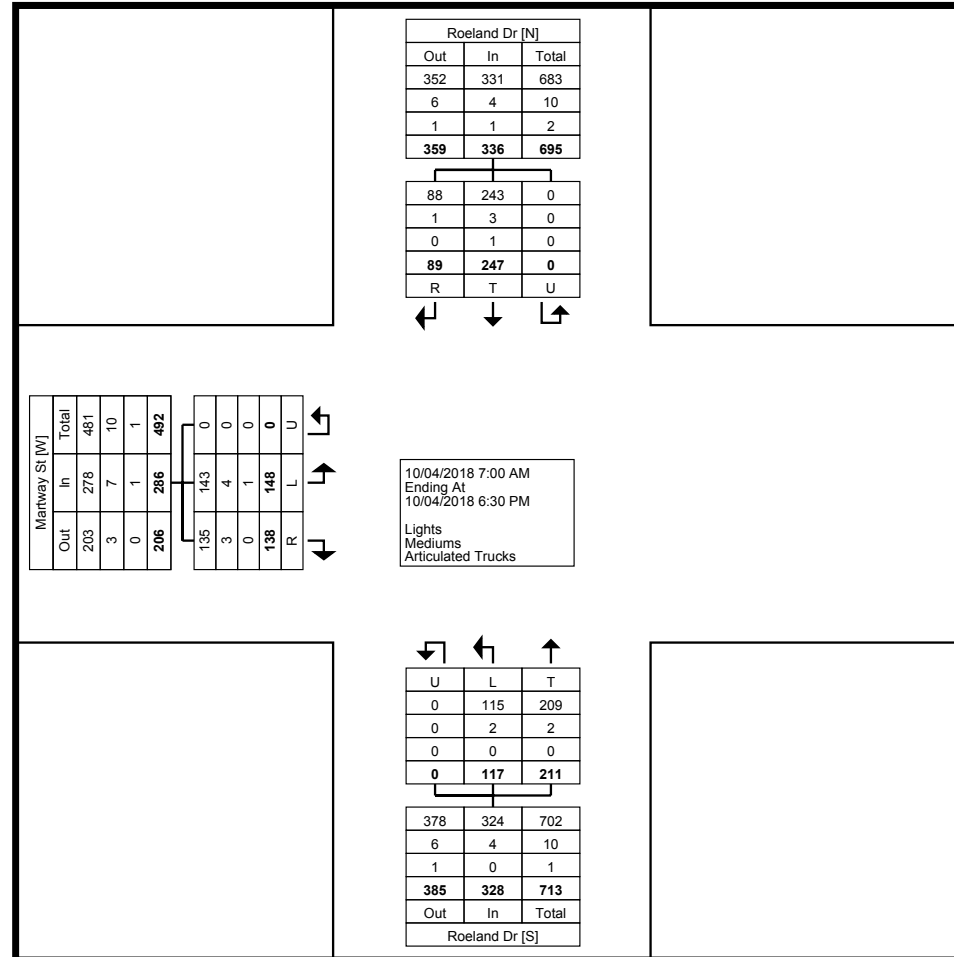 Roeland Dr [N]
Out In Total
352 331 683
6 4 10
1 1 2
359 336 695
88 243 0
1 3 0
0 1 0
89 247 0
R T U
Martway St [W]
Out In Total
203 278 481
3 7 10
0 1 1
206 286 492
135 143 0
3 4 0
0 1 0
138 148 0
R L U
10/04/2018 7:00 AM
Ending At
10/04/2018 6:30 PM
Lights
Mediums
Articulated Trucks
U L T
0 115 209
0 2 2
0 0 0
0 117 211
378 324 702
6 4 10
1 0 1
385 328 713
Out In Total
Roeland Dr [S]